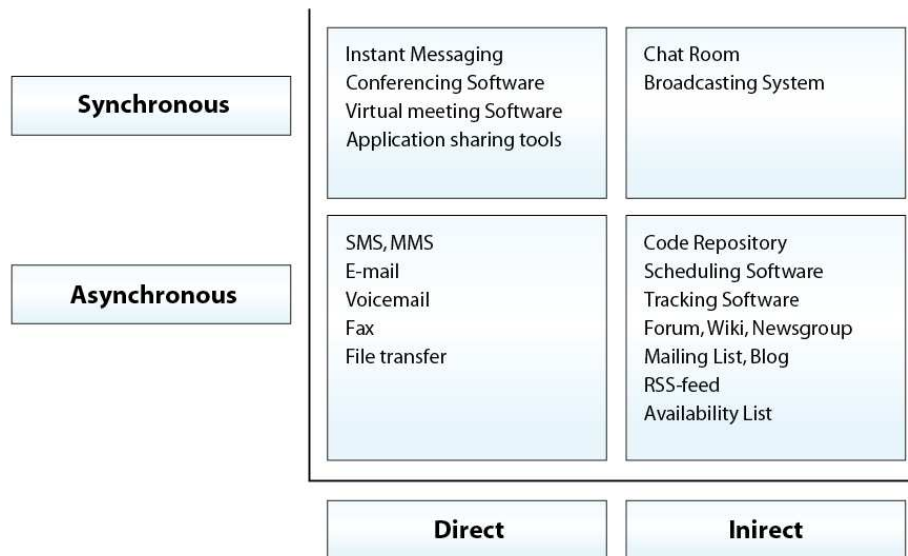 Synchronous
Instant Messaging
Conferencing Software
Virtual meeting Software
Application sharing tools
Chat Room
Broadcasting System
Asynchronous
SMS, MMS
E-mail
Voicemail
Fax
File transfer
Code Repository
Scheduling Software
Tracking Software
Forum, Wiki, Newsgroup
Mailing List, Blog
RSS-feed
Availability List
Direct
Inirect